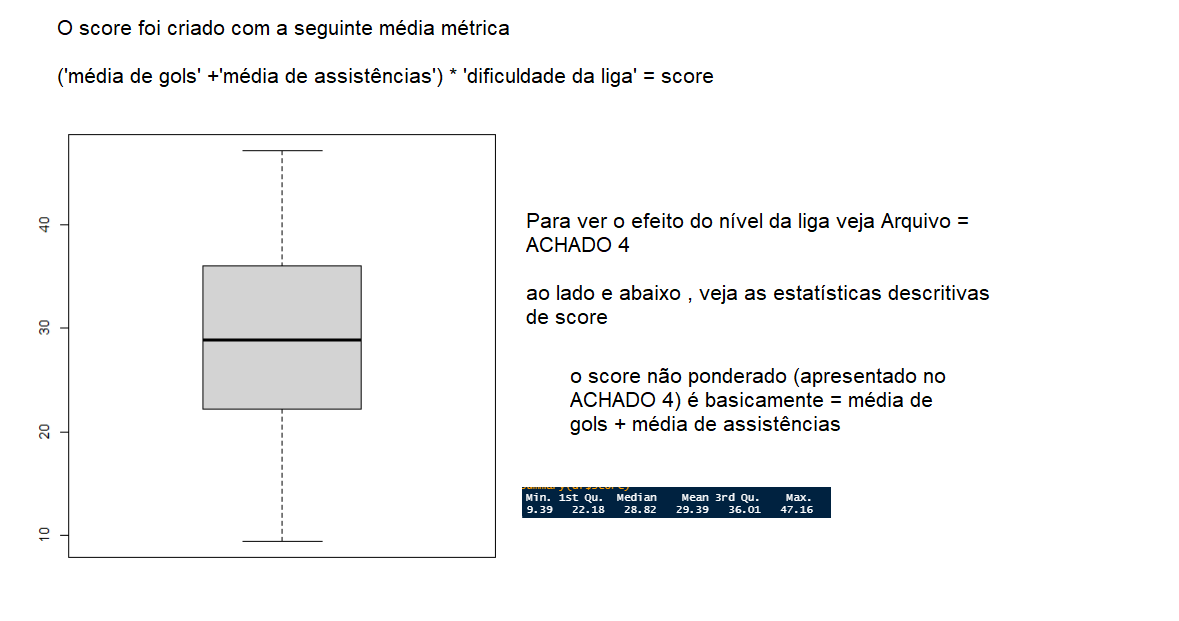 O score foi criado com a seguinte média métrica
('média de gols' +'média de assistências') * 'dificuldade da liga' = score
40
30
20
10
Para ver o efeito do nível da liga veja Arquivo =
ACHADO 4
ao lado e abaixo , veja as estatísticas descritivas
de score
o score não ponderado (apresentado no
ACHADO 4) é basicamente = média de
gols + média de assistências
Min. 1st Qu. Median Mean 3rd Qu. Max.
9.39 22.18 28.82 29.39 36.01 47.16